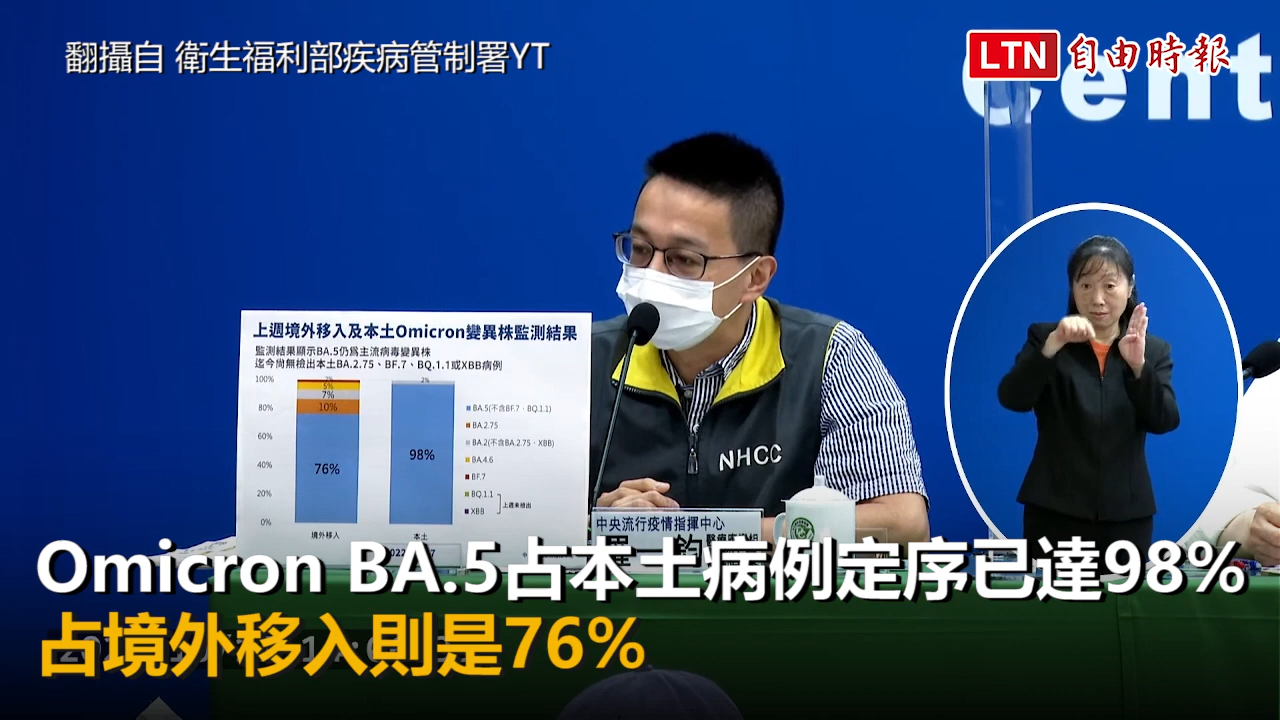 翻攝自 衛生福利部疾病管制署YT
LTN 自由時報
Cent
上週境外移入及本土Omicron變異株監測結果
監測結果顯示BA.5仍為主流病毒變異株
迄今尚無檢出本土BA.2.75、BF.7、BQ.1.1或XBB病例
100%
80%
60%
40%
20%
0%
5%
7%
10%
76%
2%
98%
境外移入
本土
BA.5(不含BF.7、BQ.1.1)
BA.2.75
BA.2(不含BA.2.75、XBB)
BA.4.6
BF.7
BQ.1.1
XBB
上週未檢出
NHCC
中央流行疫情指揮中心
Omicron BA.5占本土病例定序已達98%
占境外移入則是76%